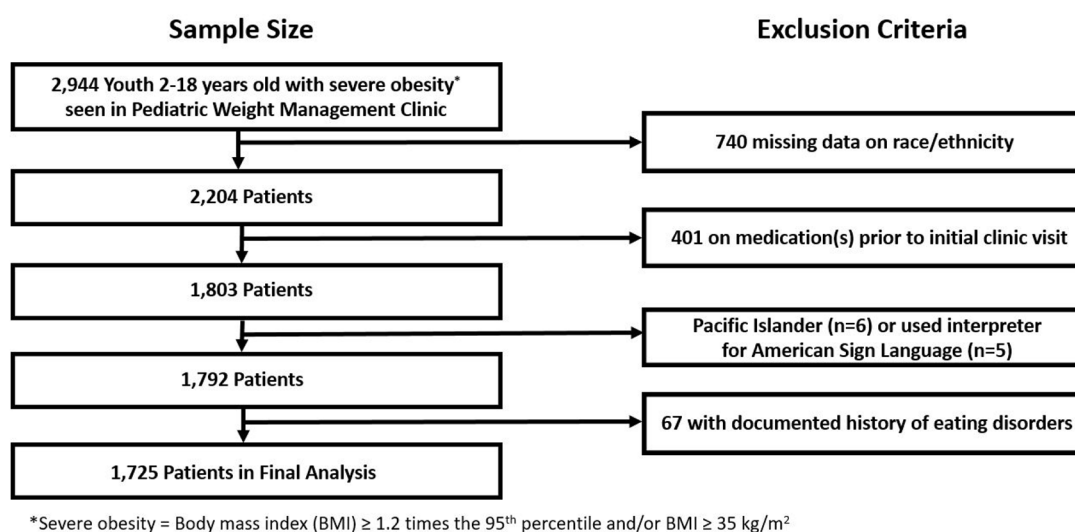 Sample Size
Exclusion Criteria
2,944 Youth 2-18 years old with severe obesity*
seen in Pediatric Weight Management Clinic
740 missing data on race/ethnicity
2,204 Patients
401 on medication(s) prior to initial clinic visit
1,803 Patients
Pacific Islander (n=6) or used interpreter
for American Sign Language (n=5)
1,792 Patients
67 with documented history of eating disorders
1,725 Patients in Final Analysis
*Severe obesity = Body mass index (BMI) ≥ 1.2 times the 95th percentile and/or BMI ≥ 35 kg/m²